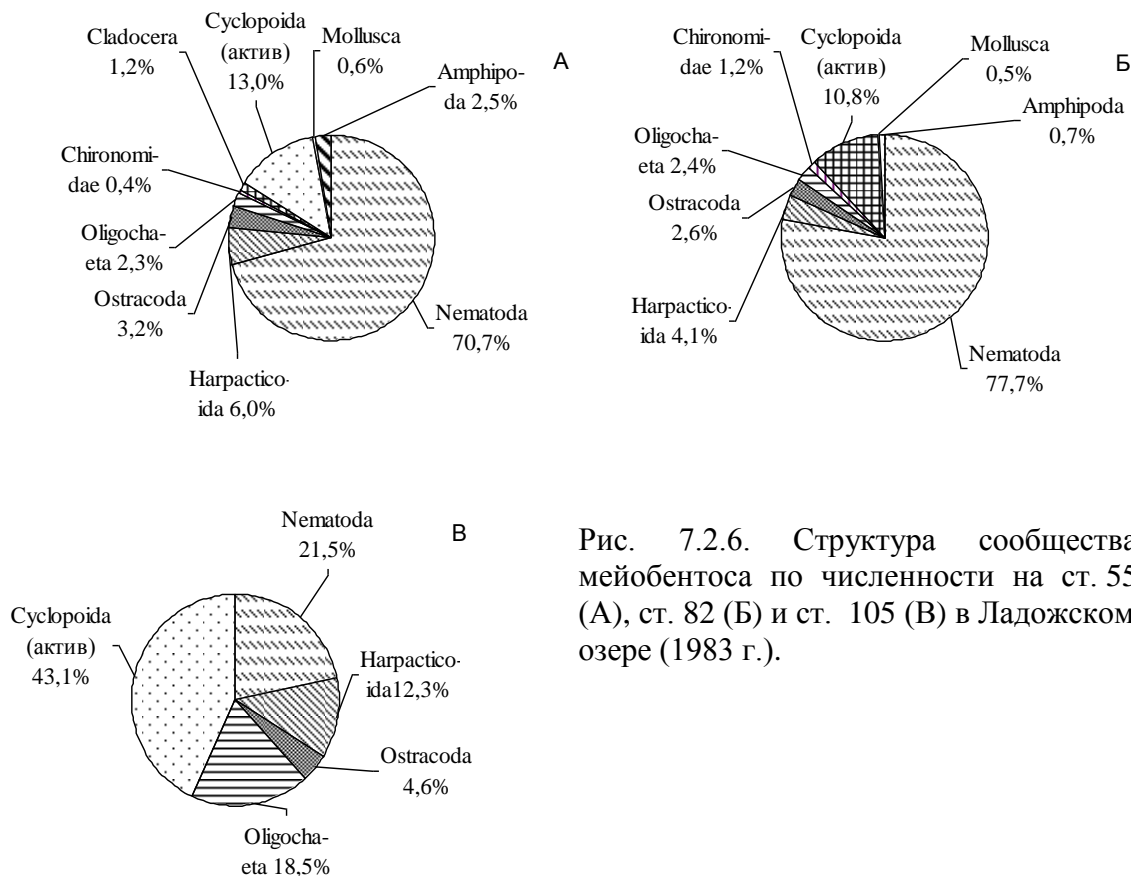 Cladocera
1,2%
Cyclopoida
(актив)
13,0%
Mollusca
0,6%
А
Amphipo-
da 2,5%
Chironomi-
dae 0,4%
Oligocha-
eta 2,3%
Ostracoda
3,2%
Harpactico-
ida 6,0%
Nematoda
70,7%
Chironomi-
dae 1,2%
Cyclopoida
(актив)
10,8%
Mollusca
0,5%
Б
Amphipoda
0,7%
Oligocha-
eta 2,4%
Ostracoda
2,6%
Harpactico-
ida 4,1%
Nematoda
77,7%
Nematoda
21,5%
В
Cyclopoida
(актив)
43,1%
Harpactico-
ida12,3%
Ostracoda
4,6%
Oligocha-
eta 18,5%
Рис. 7.2.6. Структура сообщества
мейобентоса по численности на ст. 55
(А), ст. 82 (Б) и ст. 105 (В) в Ладожском
озере (1983 г.).